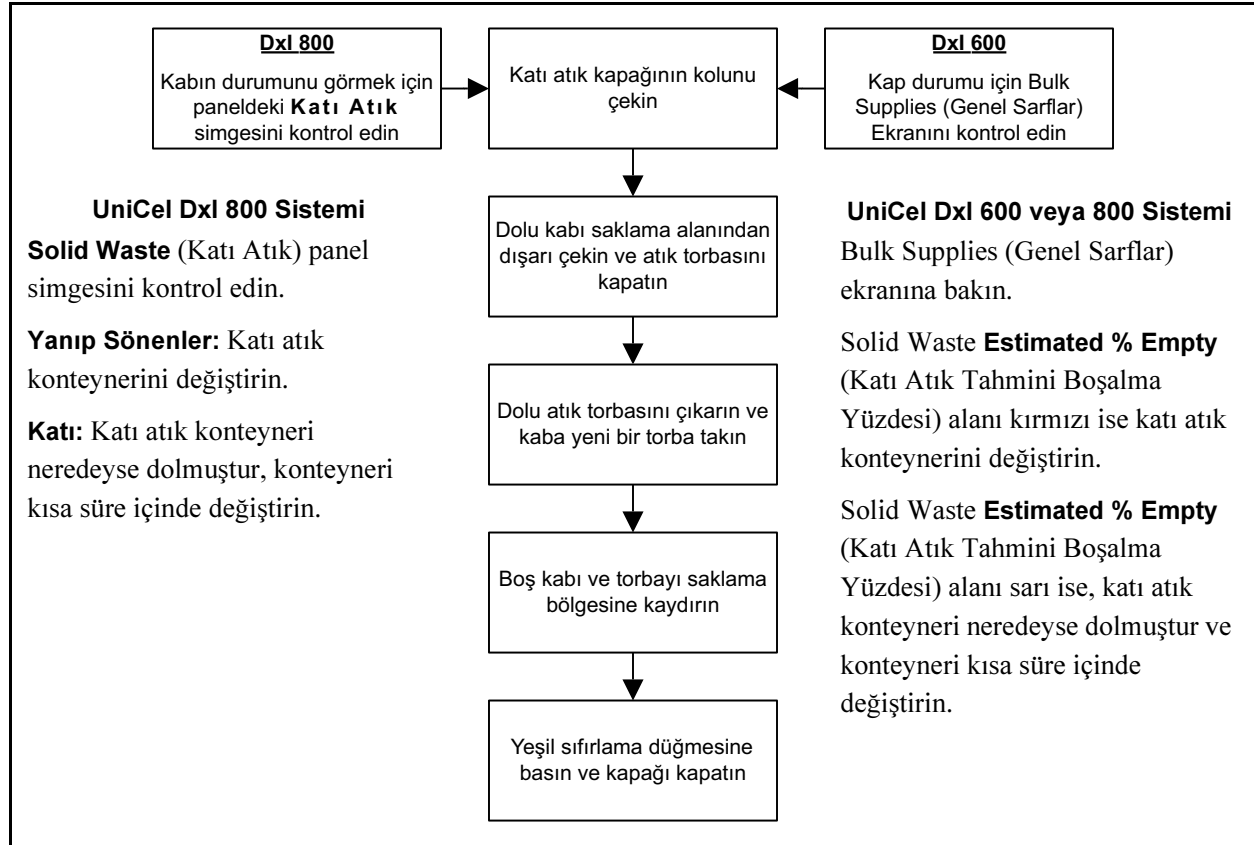 DxI 800
Kabın durumunu görmek için
paneldeki Katı Atık
simgesini kontrol edin
Katı atık kapağının kolunu
çekin
DxI 600
Kap durumu için Bulk
Supplies (Genel Sarflar)
Ekranını kontrol edin
UniCel DxI 800 Sistemi
Solid Waste (Katı Atık) panel
simgesini kontrol edin.
Yanıp Sönenler: Katı atık
konteynerini değiştirin.
Katı: Katı atık konteyneri
neredeyse dolmuştur, konteyneri
kısa süre içinde değiştirin.
Dolu kabı saklama alanından
dışarı çekin ve atık torbasını
kapatın
Dolu atık torbasını çıkarın ve
kaba yeni bir torba takın
Boş kabı ve torbayı saklama
bölgesine kaydırın
Yeşil sıfırlama düğmesine
basın ve kapağı kapatın
UniCel DxI 600 veya 800 Sistemi
Bulk Supplies (Genel Sarflar)
ekranına bakın.
Solid Waste Estimated % Empty
(Katı Atık Tahmini Boşalma
Yüzdesi) alanı kırmızı ise katı atık
konteynerini değiştirin.
Solid Waste Estimated % Empty
(Katı Atık Tahmini Boşalma
Yüzdesi) alanı sarı ise, katı atık
konteyneri neredeyse dolmuştur ve
konteyneri kısa süre içinde
değiştirin.